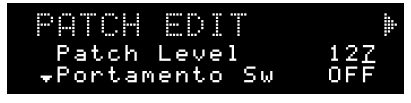 PATCH EDIT
Patch Level 127
Portamento Sw OFF